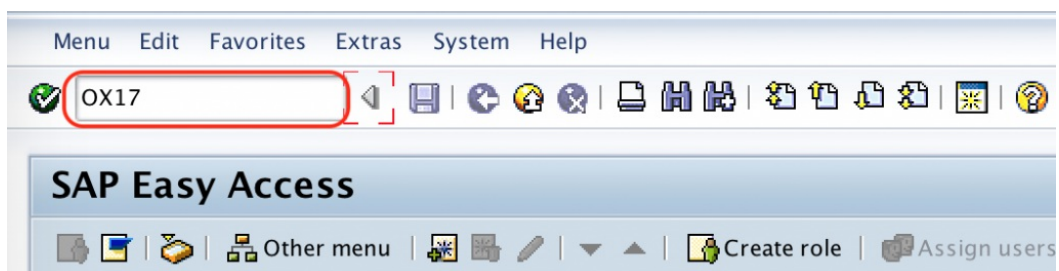 Menu Edit Favorites Extras System Help
OX17
SAP Easy Access
Other menu Create role Assign users